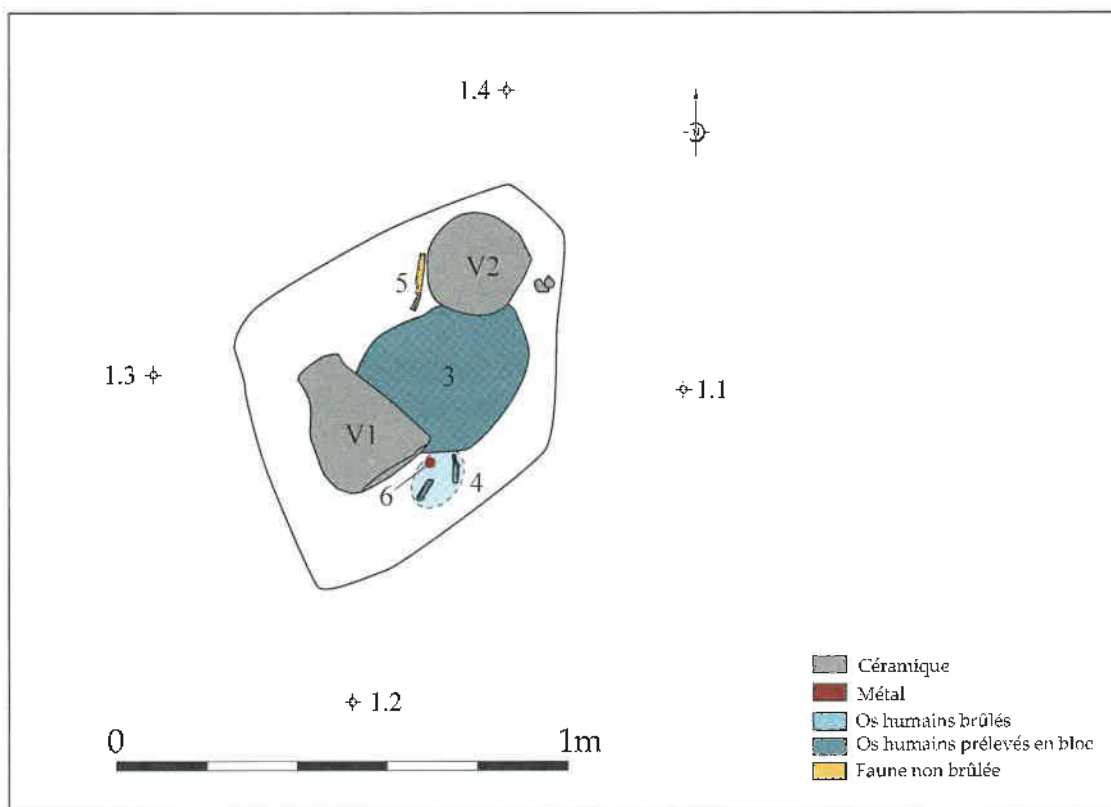 1.4
N
V2
5
3
1.3
1.1
V1
6
4
1.2
0 1m
Céramique
Métal
Os humains brûlés
Os humains prélevés en bloc
Faune non brûlée